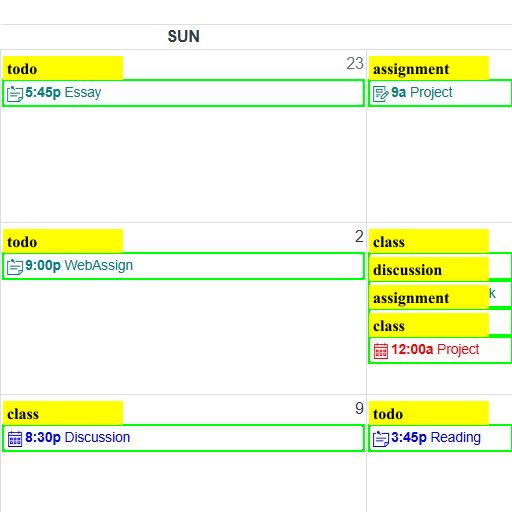 SUN
23
todo
assignment
5:45p Essay
9a Project
2
todo
class
9:00p WebAssign
discussion
assignment
k
class
12:00a Project
9
class
todo
8:30p Discussion
3:45p Reading